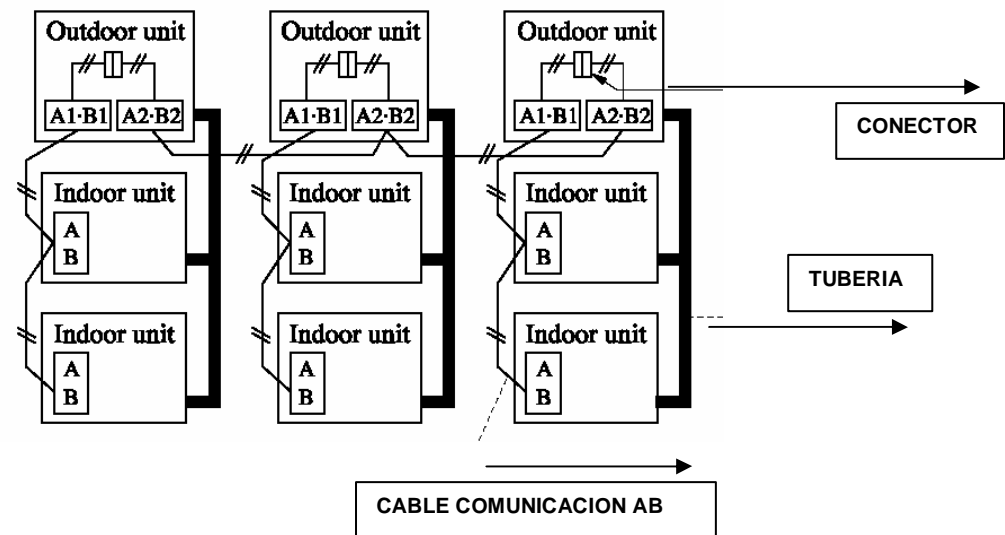 Outdoor unit
Outdoor unit
Outdoor unit
A1·B1 A2·B2
A1·B1 A2·B2
A1·B1 A2·B2
CONECTOR
Indoor unit
A
B
Indoor unit
A
B
Indoor unit
A
B
TUBERIA
Indoor unit
A
B
Indoor unit
A
B
Indoor unit
A
B
CABLE COMUNICACION AB